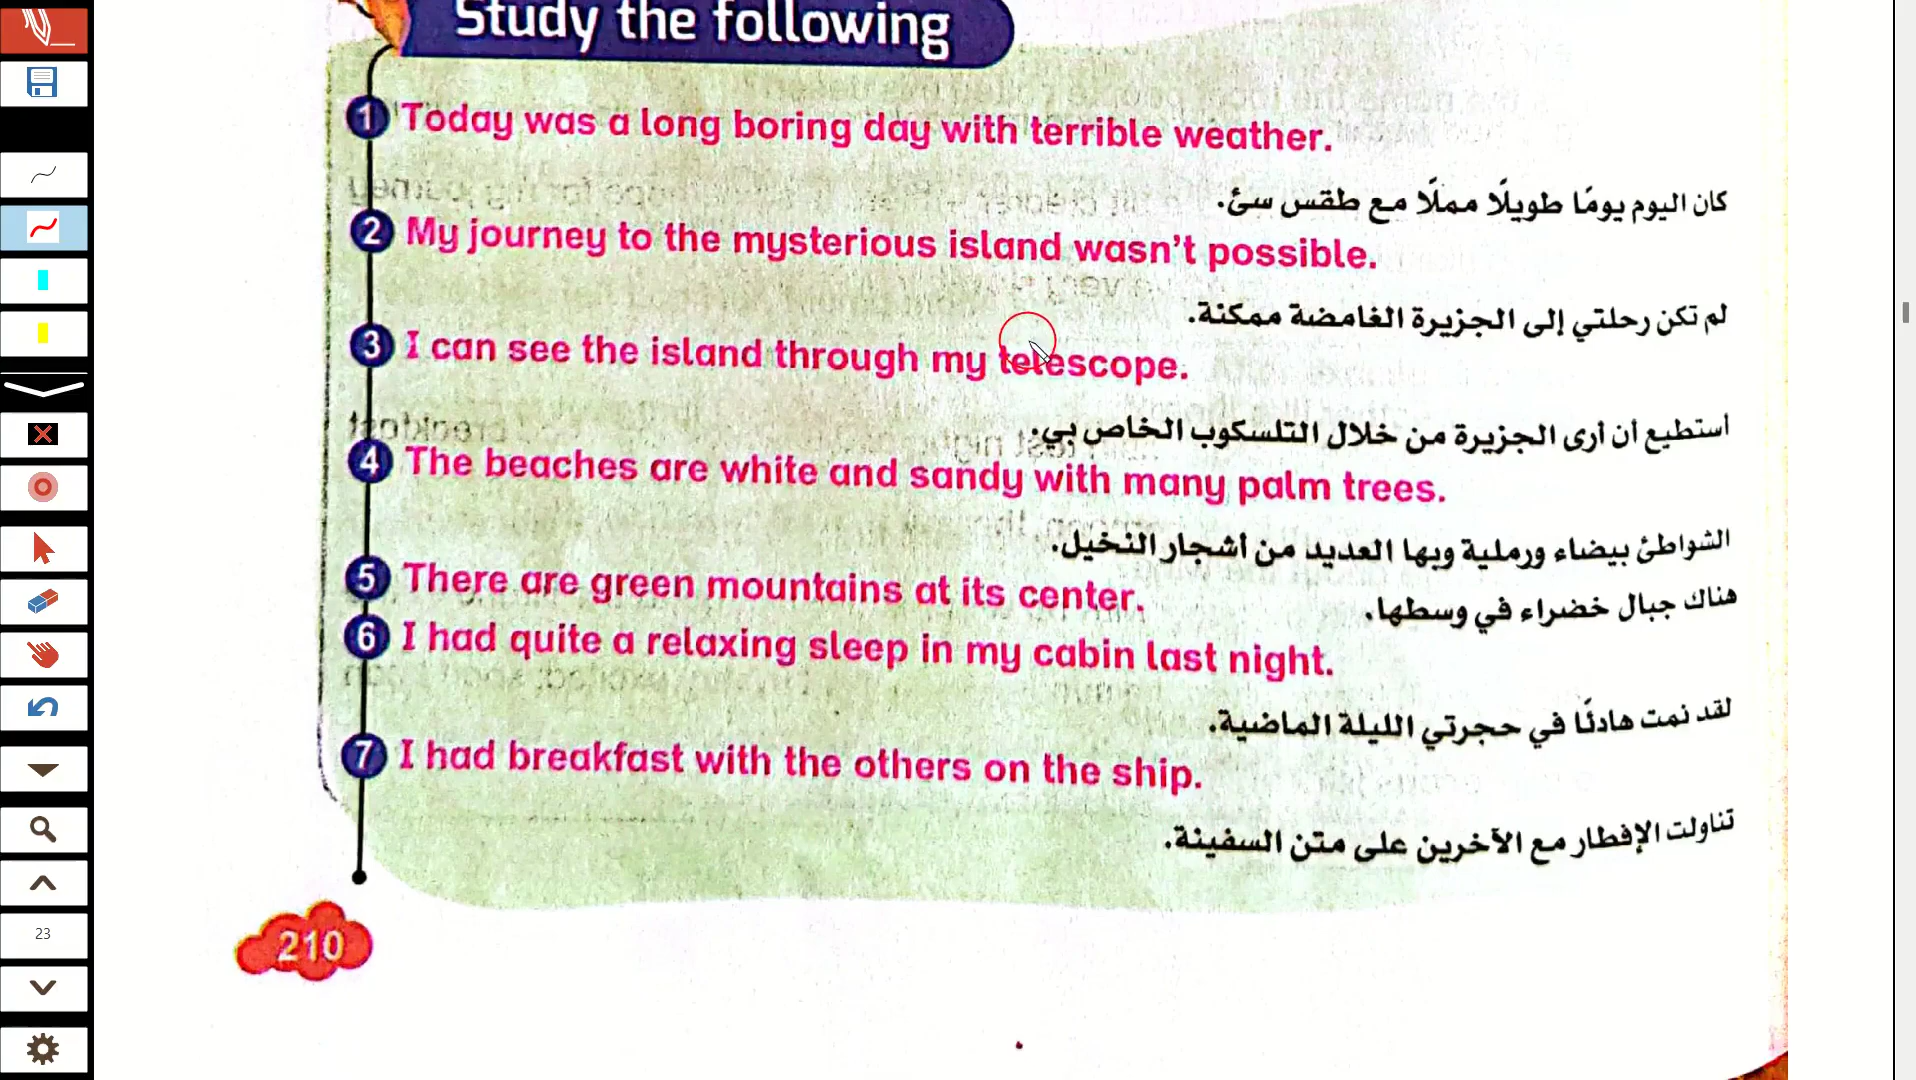 Study the following
1 Today was a long boring day with terrible weather.
كان اليوم يومًا طويلًا مملًا مع طقس سئ.
2 My journey to the mysterious island wasn't possible.
لم تكن رحلتي إلى الجزيرة الغامضة ممكنة.
3 I can see the island through my telescope.
أستطيع أن أرى الجزيرة من خلال التلسكوب الخاص بي.
4 The beaches are white and sandy with many palm trees.
الشواطئ بيضاء ورملية وبها العديد من أشجار النخيل.
5 There are green mountains at its center.
هناك جبال خضراء في وسطها.
6 I had quite a relaxing sleep in my cabin last night.
لقد نمت هادئًا في حجرتي الليلة الماضية.
7 I had breakfast with the others on the ship.
تناولت الإفطار مع الآخرين على متن السفينة.
210
23